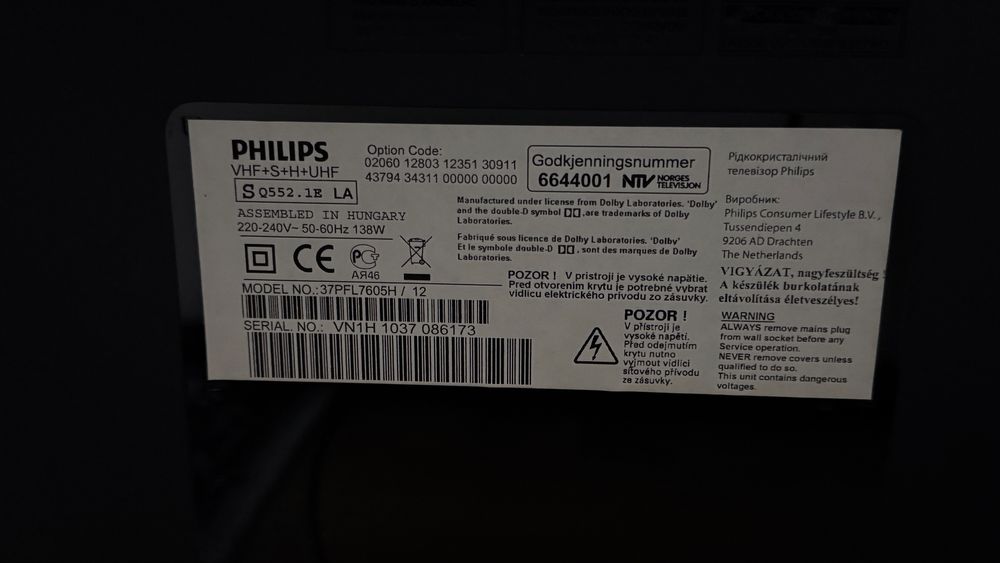 PHILIPS
VHF+S+H+UHF
S Q552.1E LA
ASSEMBLED IN HUNGARY
220-240V~ 50-60Hz 138W
CE
АЯ46
MODEL NO.:37PFL7605H / 12
SERIAL. NO.: VN1H 1037 086173
Option Code:
02060 12803 12351 30911
43794 34311 00000 00000
Godkjenningsnummer
6644001 NTV NORGES
TELEVISJON
Manufactured under license from Dolby Laboratories. 'Dolby'
and the double-D symbol DD ,are trademarks of Dolby
Laboratories.
Fabriqué sous licence de Dolby Laboratories. 'Dolby'
Et le symbole double-D DD ,sont des marques de Dolby
Laboratories.
POZOR ! V pristroji je vysoké napätie.
Pred otvorením krytu je potrebné vybrat
vidlicu elektrického prívodu zo zásuvky.
POZOR !
V přístroji je
vysoké napětí.
Před odejmutím
krytu nutno
vyjmout vidlici
síťového přívodu
ze zásuvky.
Рідкокристалічний
телевізор Philips
Виробник:
Philips Consumer Lifestyle B.V.,
Tussendiepen 4
9206 AD Drachten
The Netherlands
VIGYÁZAT, nagyfeszültség !
A készülék burkolatának
eltávolítása életveszélyes!
WARNING
ALWAYS remove mains plug
from wall socket before any
Service operation.
NEVER remove covers unless
qualified to do so.
This unit contains dangerous
voltages.